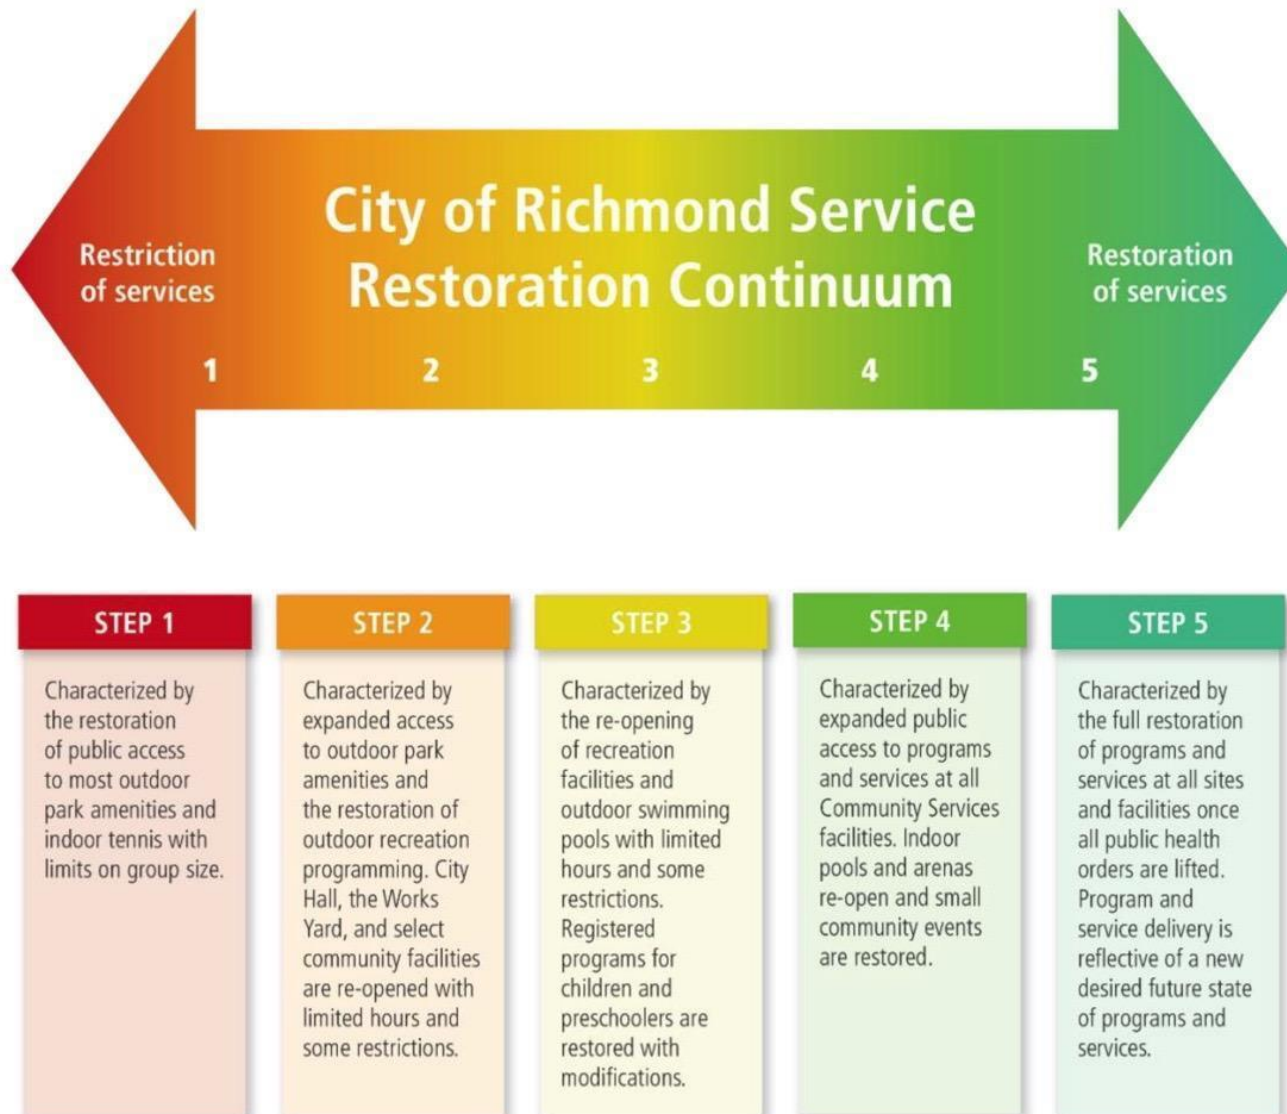 City of Richmond Service
Restoration Continuum
Restriction
of services
Restoration
of services
1
2
3
4
5
STEP 1
Characterized by
the restoration
of public access
to most outdoor
park amenities and
indoor tennis with
limits on group size.
STEP 2
Characterized by
expanded access
to outdoor park
amenities and
the restoration of
outdoor recreation
programming. City
Hall, the Works
Yard, and select
community facilities
are re-opened with
limited hours and
some restrictions.
STEP 3
Characterized by
the re-opening
of recreation
facilities and
outdoor swimming
pools with limited
hours and some
restrictions.
Registered
programs for
children and
preschoolers are
restored with
modifications.
STEP 4
Characterized by
expanded public
access to programs
and services at all
Community Services
facilities. Indoor
pools and arenas
re-open and small
community events
are restored.
STEP 5
Characterized by
the full restoration
of programs and
services at all sites
and facilities once
all public health
orders are lifted.
Program and
service delivery is
reflective of a new
desired future state
of programs and
services.